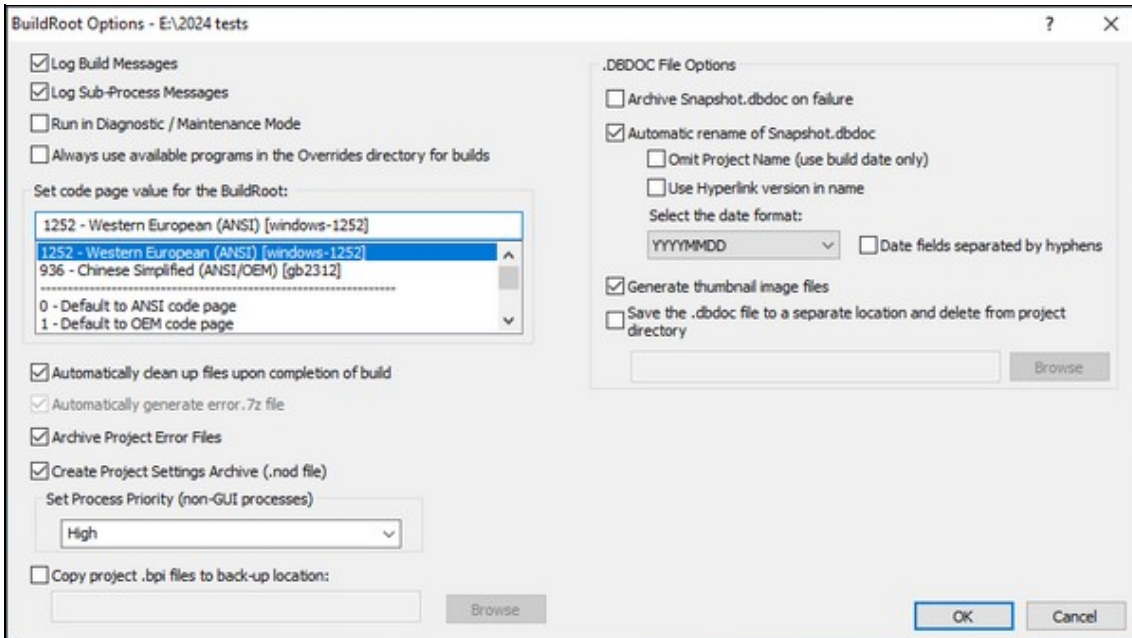 BuildRoot Options - E:\2024 tests
Log Build Messages
Log Sub-Process Messages
Run in Diagnostic / Maintenance Mode
Always use available programs in the Overrides directory for builds
Set code page value for the BuildRoot:
1252 - Western European (ANSI) [windows-1252]
1252 - Western European (ANSI) [windows-1252]
936 - Chinese Simplified (ANSI/OEM) [gb2312]
----------------------------------------------------------------
0 - Default to ANSI code page
1 - Default to OEM code page
Automatically clean up files upon completion of build
Automatically generate error.7z file
Archive Project Error Files
Create Project Settings Archive (.nod file)
Set Process Priority (non-GUI processes)
High
Copy project .bpi files to back-up location:
Browse
.DBDOC File Options
Archive Snapshot.dbdoc on failure
Automatic rename of Snapshot.dbdoc
Omit Project Name (use build date only)
Use Hyperlink version in name
Select the date format:
YYYYMMDD
Date fields separated by hyphens
Generate thumbnail image files
Save the .dbdoc file to a separate location and delete from project
directory
Browse
OK
Cancel